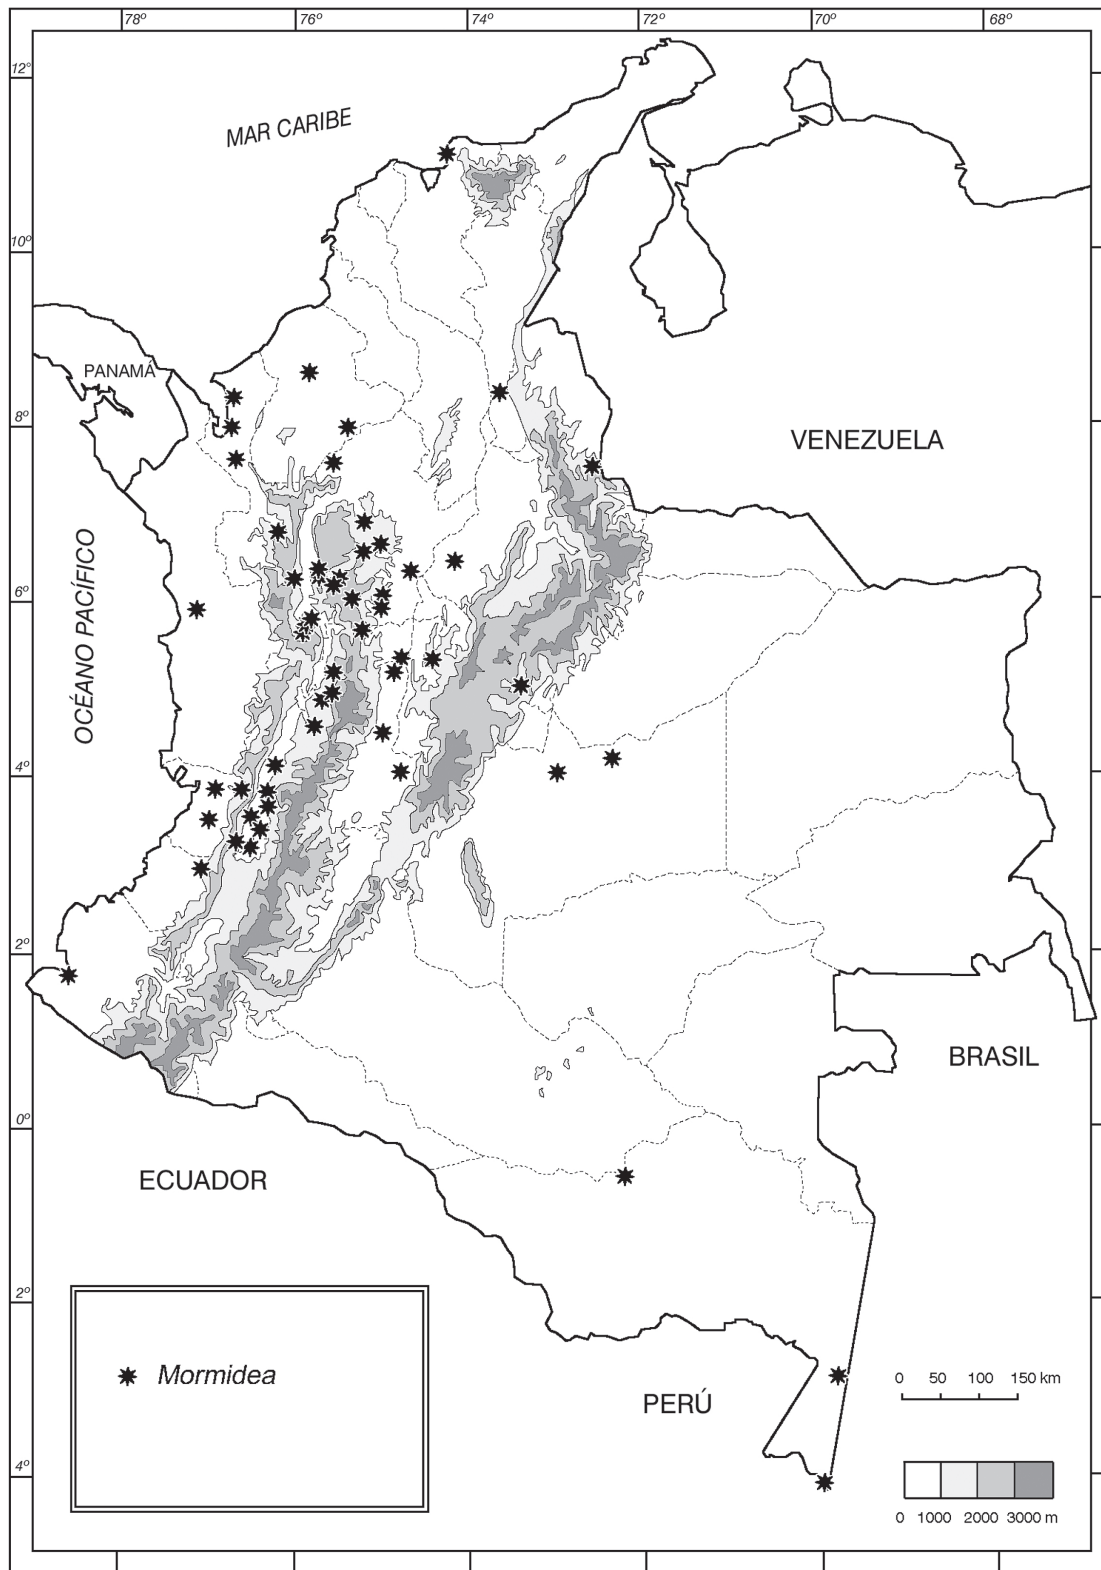 78º 76º 74º 72º 70º 68º
12º
MAR CARIBE
10º
PANAMÁ
8º
VENEZUELA
OCÉANO PACÍFICO
6º
4º
2º
BRASIL
0º
ECUADOR
2º
Mormidea
PERÚ
0 50 100 150 km
4º
0 1000 2000 3000 m